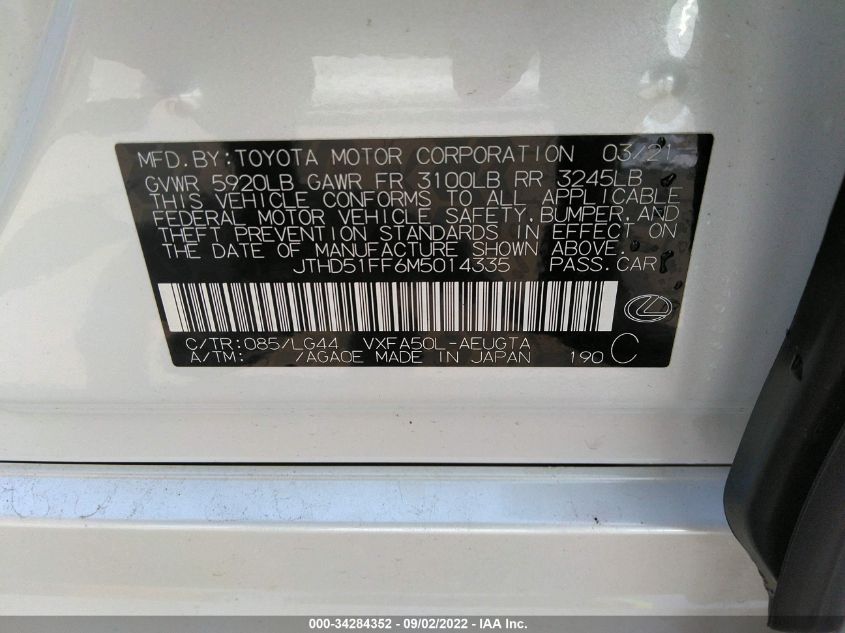 MFD.BY:TOYOTA MOTOR CORPORATION 03/21
GVWR 5920LB GAWR FR 3100LB RR 3245LB
THIS VEHICLE CONFORMS TO ALL APPLICABLE
FEDERAL MOTOR VEHICLE SAFETY,BUMPER,AND
THEFT PREVENTION STANDARDS IN EFFECT ON
THE DATE OF MANUFACTURE SHOWN ABOVE.
JTHD51FF6M5014335 PASS.CAR
C/TR:085/LG44 VXFA50L-AEUGTA
A/TM: /AGA0E MADE IN JAPAN 190 C
000-34284352 - 09/02/2022 - IAA Inc.